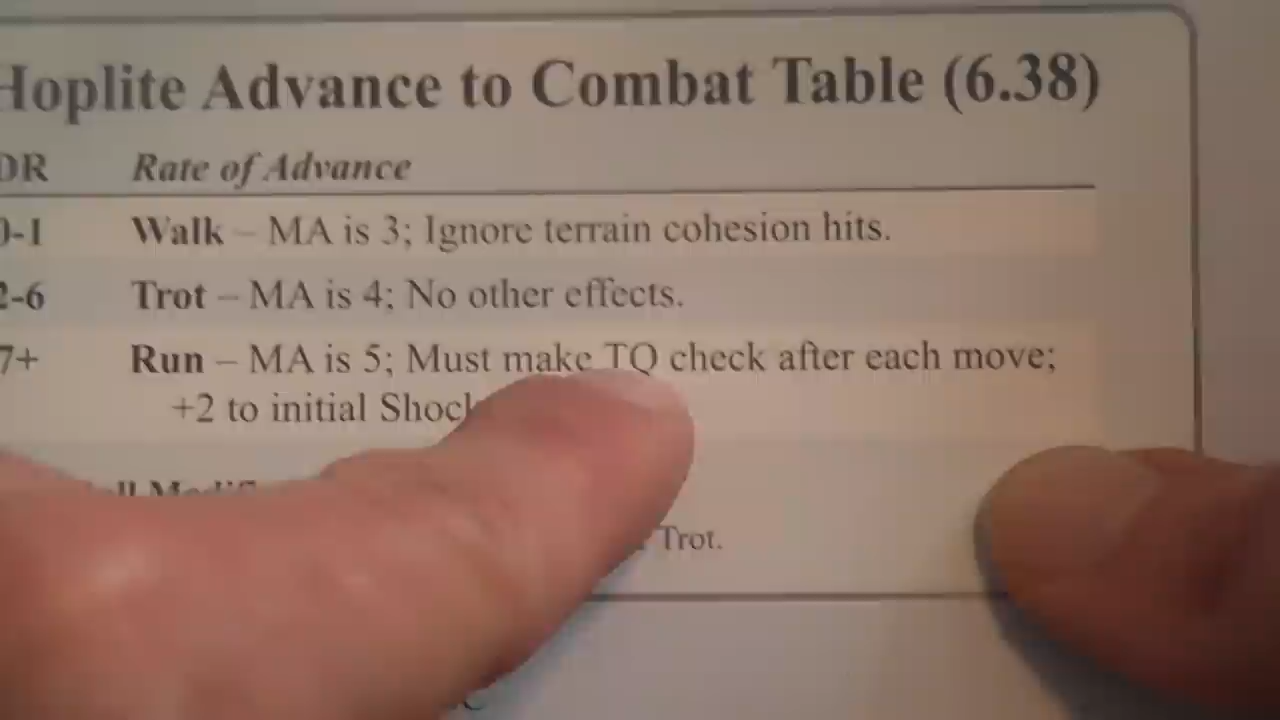 Hoplite Advance to Combat Table (6.38)
DR Rate of Advance
0-1 Walk – MA is 3; Ignore terrain cohesion hits.
2-6 Trot – MA is 4; No other effects.
7+ Run – MA is 5; Must make TQ check after each move;
+2 to initial Shock
Trot.